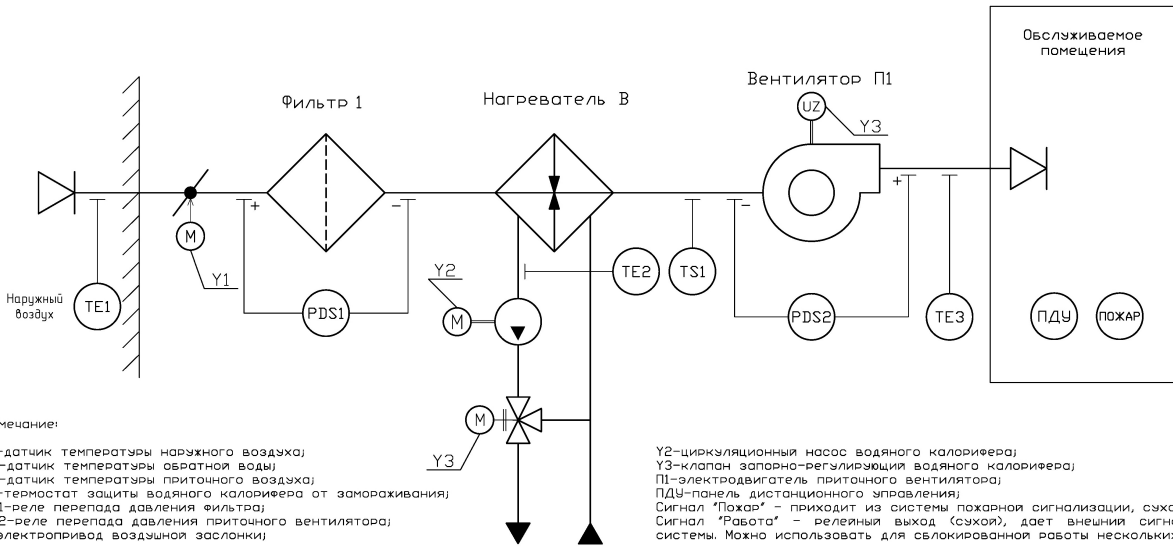 Обслуживаемое
помещения
Вентилятор П1
Фильтр 1
Нагреватель В
UZ
Y3
+
-
-
+
M
Y1
Y2
TE2
TS1
Наружный
воздух
TE1
PDS1
M
PDS2
TE3
ПДУ
ПОЖАР
M
Y3
мечание:
-датчик температуры наружного воздуха;
-датчик температуры обратной воды;
-датчик температуры приточного воздуха;
-термостат защиты водяного калорифера от замораживания;
1-реле перепада давления фильтра;
2-реле перепада давления приточного вентилятора;
электропривод воздушной заслонки;
Y2-циркуляционный насос водяного калорифера;
Y3-клапан запорно-регулирующий водяного калорифера;
П1-электродвигатель приточного вентилятора;
ПДУ-панель дистанционного управления;
Сигнал "Пожар" - приходит из системы пожарной сигнализации, сухо
Сигнал "Работа" - релейный выход (сухой), дает внешний сигна
системы. Можно использовать для сблокированной работы нескольки